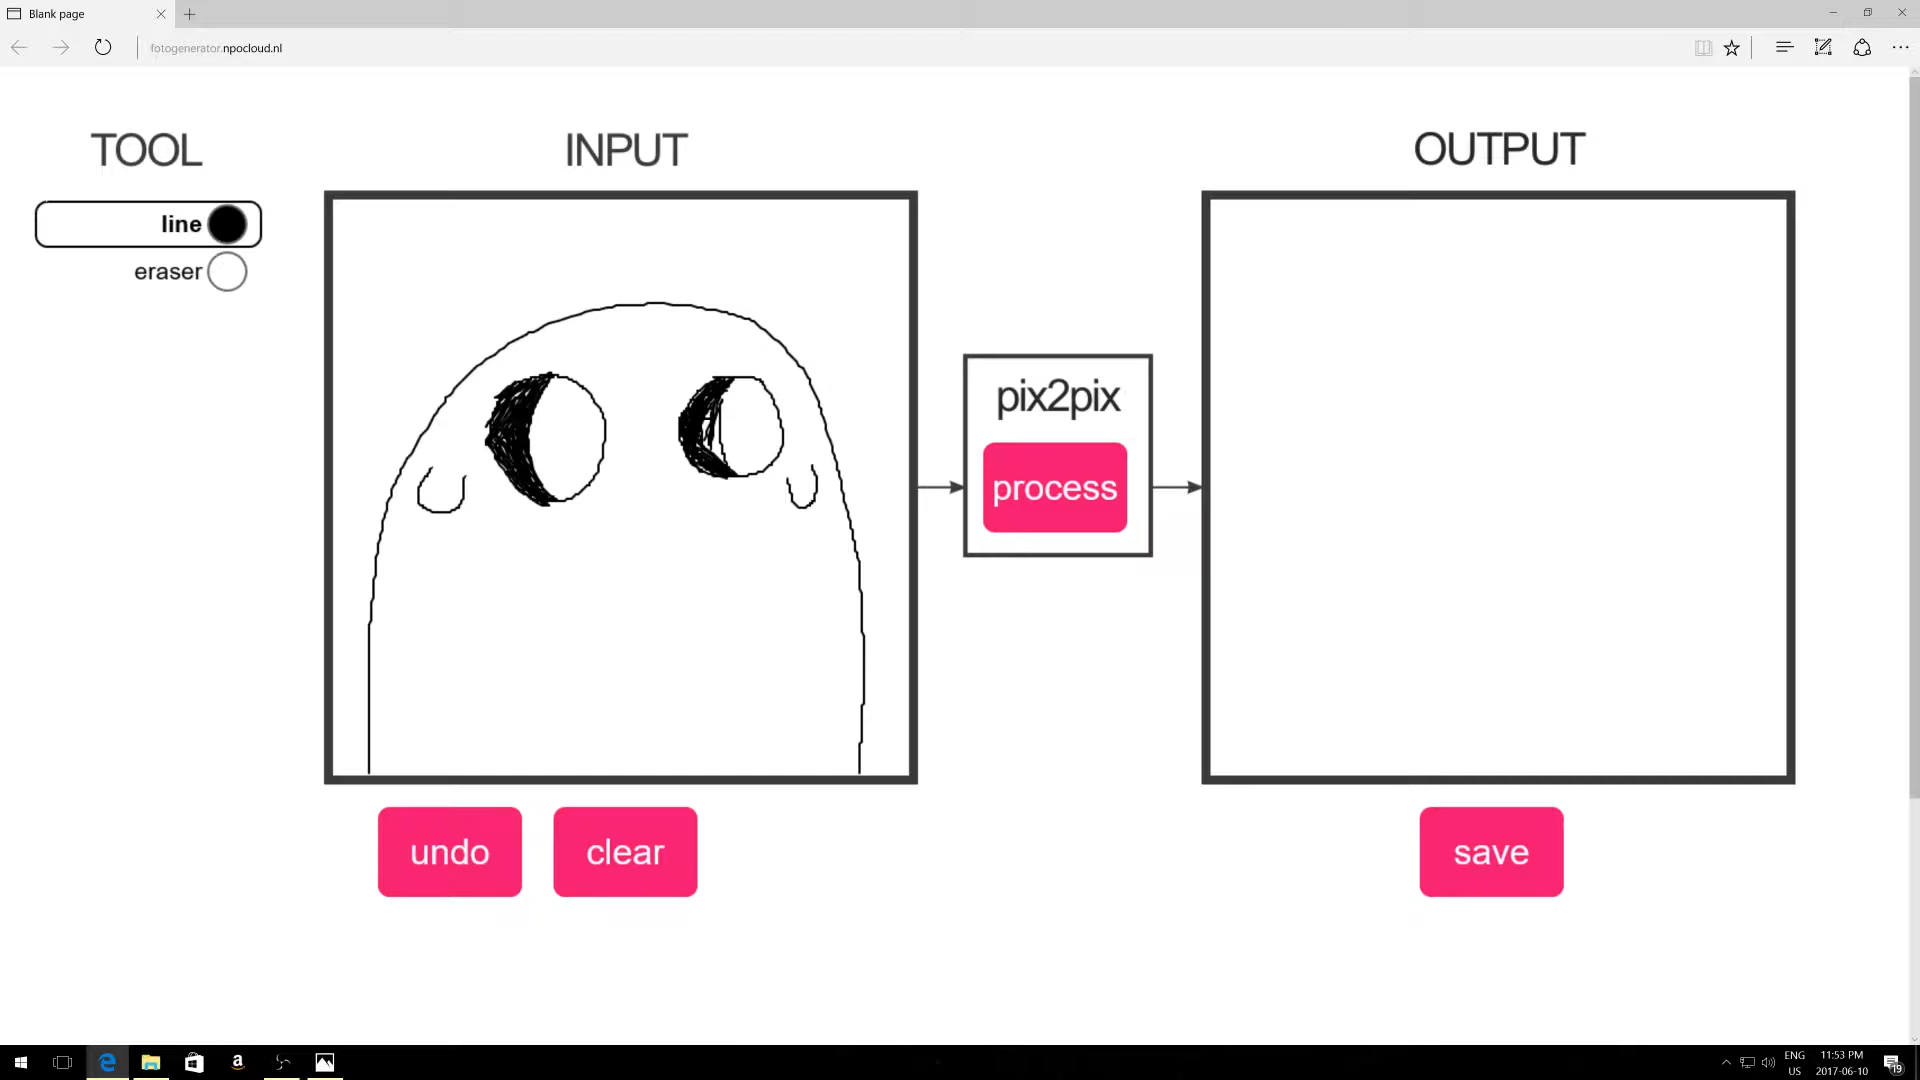 Blank page
fotogenerator.npocloud.nl
TOOL
INPUT
OUTPUT
line
eraser
pix2pix
process
undo
clear
save
ENG
US
11:53 PM
2017-06-10
19